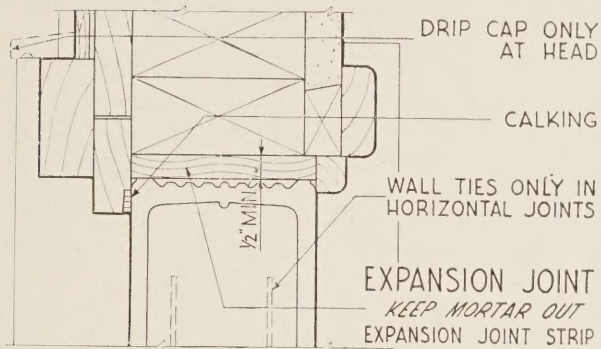 DRIP CAP ONLY
AT HEAD
CALKING
WALL TIES ONLY IN
HORIZONTAL JOINTS
1/2" MIN.
EXPANSION JOINT
KEEP MORTAR OUT
EXPANSION JOINT STRIP